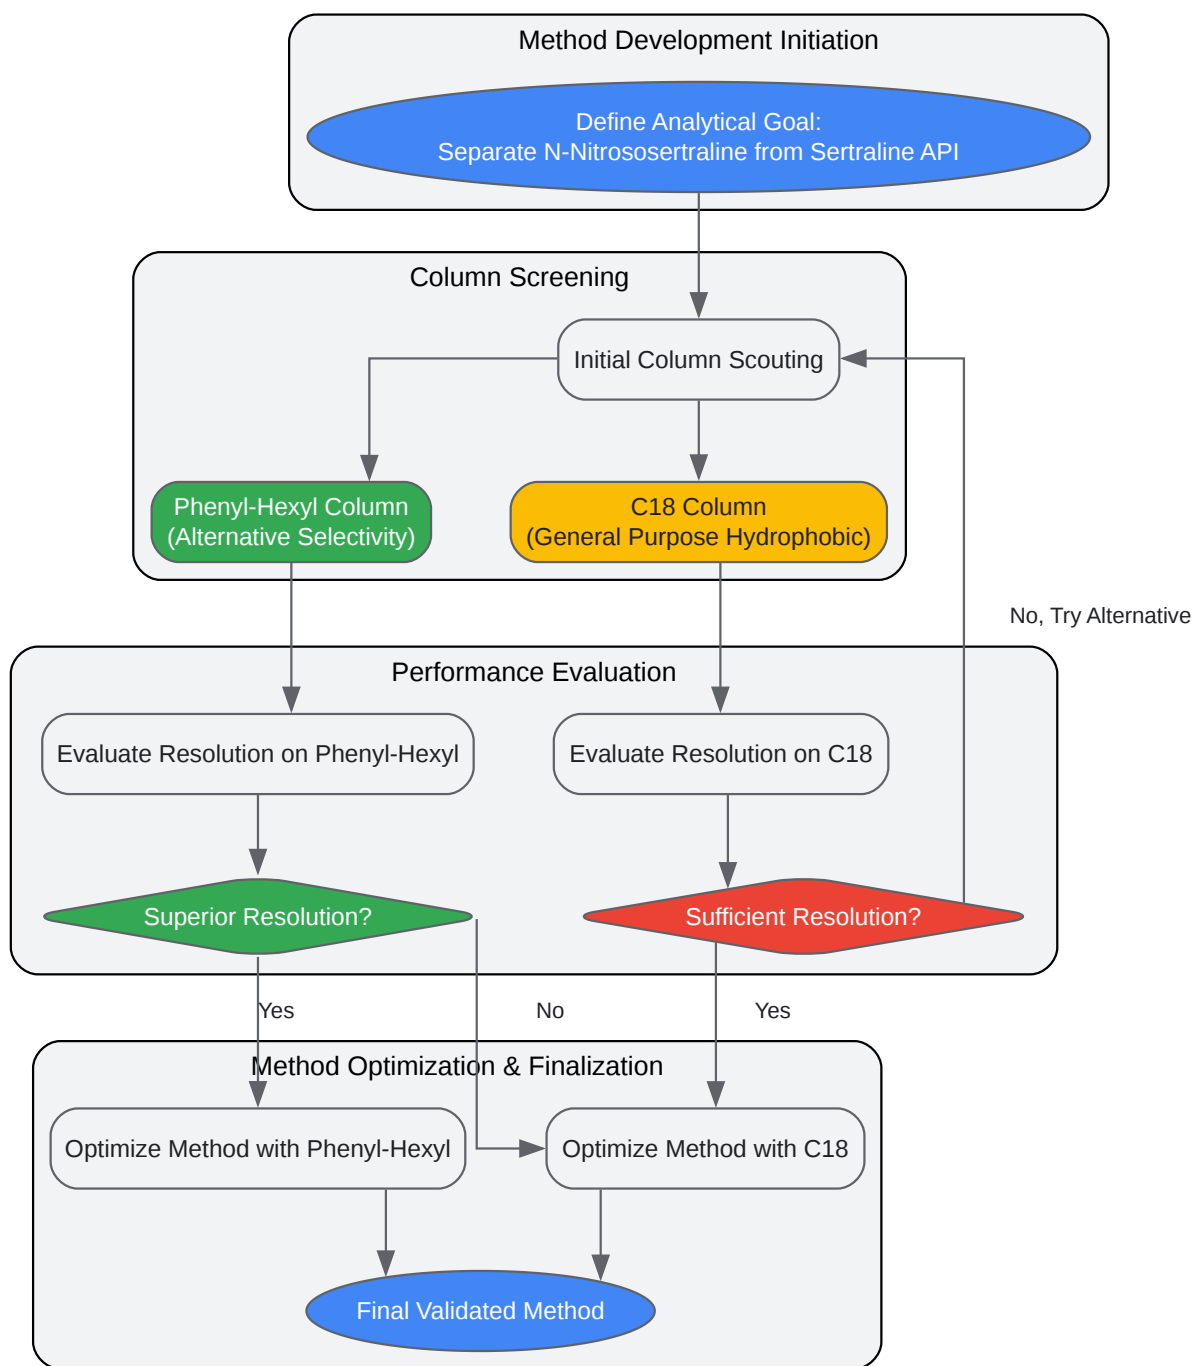 Method Development Initiation
Define Analytical Goal:
Separate N-Nitrososertraline from Sertraline API
Column Screening
Initial Column Scouting
Phenyl-Hexyl Column
(Alternative Selectivity)
C18 Column
(General Purpose Hydrophobic)
No, Try Alternative
Performance Evaluation
Evaluate Resolution on Phenyl-Hexyl
Evaluate Resolution on C18
Superior Resolution?
Sufficient Resolution?
Yes
No
Yes
Method Optimization & Finalization
Optimize Method with Phenyl-Hexyl
Optimize Method with C18
Final Validated Method